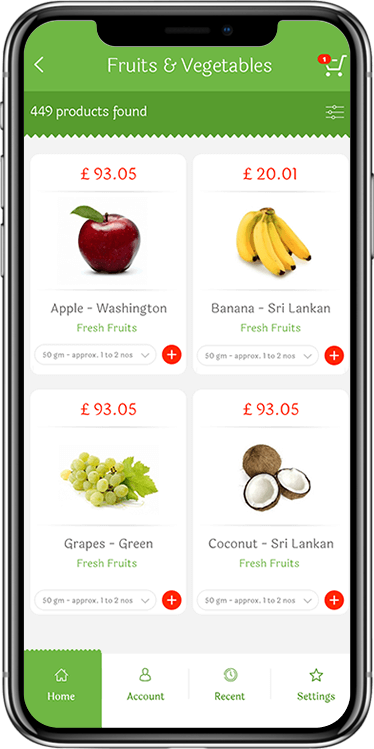 Fruits & Vegetables
1
449 products found
£ 93.05
£ 20.01
Apple - Washington
Banana - Sri Lankan
Fresh Fruits
Fresh Fruits
50 gm - approx. 1 to 2 nos
50 gm - approx. 1 to 2 nos
£ 93.05
£ 93.05
Grapes - Green
Coconut - Sri Lankan
Fresh Fruits
Fresh Fruits
50 gm - approx. 1 to 2 nos
50 gm - approx. 1 to 2 nos
Home
Account
Recent
Settings